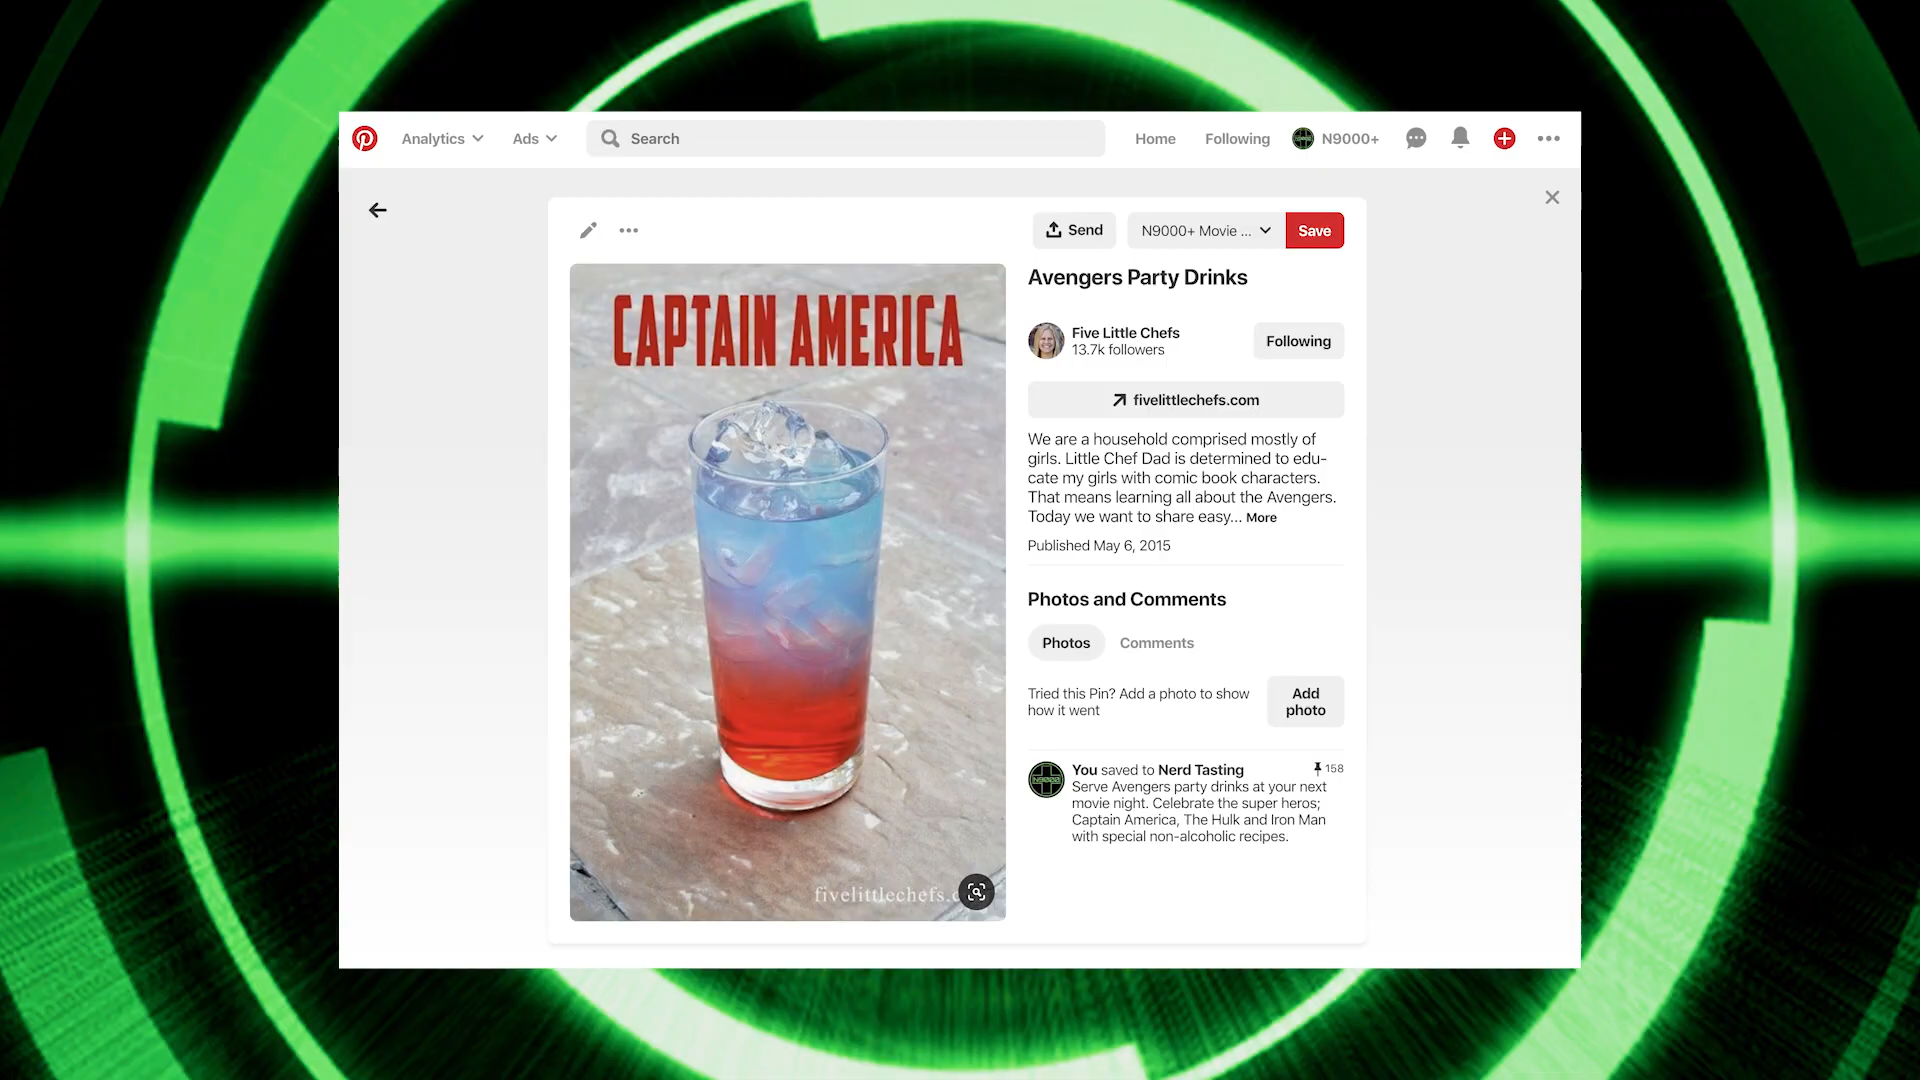 Analytics
Ads
Search
Home
Following
N9000+
Send
N9000+ Movie ...
Save
CAPTAIN AMERICA
fivelittlechefs.c
Avengers Party Drinks
Five Little Chefs
13.7k followers
Following
fivelittlechefs.com
We are a household comprised mostly of
girls. Little Chef Dad is determined to edu-
cate my girls with comic book characters.
That means learning all about the Avengers.
Today we want to share easy... More
Published May 6, 2015
Photos and Comments
Photos
Comments
Tried this Pin? Add a photo to show
how it went
Add
photo
You saved to Nerd Tasting
158
Serve Avengers party drinks at your next
movie night. Celebrate the super heros;
Captain America, The Hulk and Iron Man
with special non-alcoholic recipes.